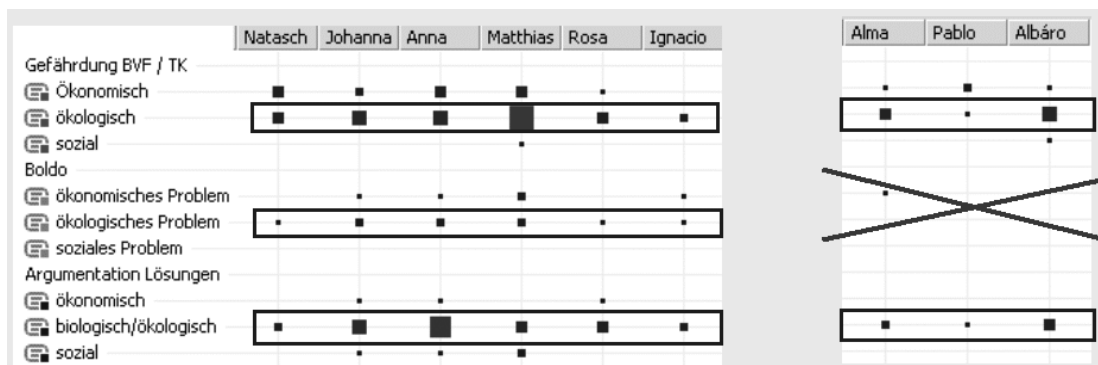 Natasch Johanna Anna Matthias Rosa Ignacio Alma Pablo Albáro
Gefährdung BVF / TK
Ökonomisch
ökologisch
sozial
Boldo
ökonomisches Problem
ökologisches Problem
soziales Problem
Argumentation Lösungen
ökonomisch
biologisch/ökologisch
sozial